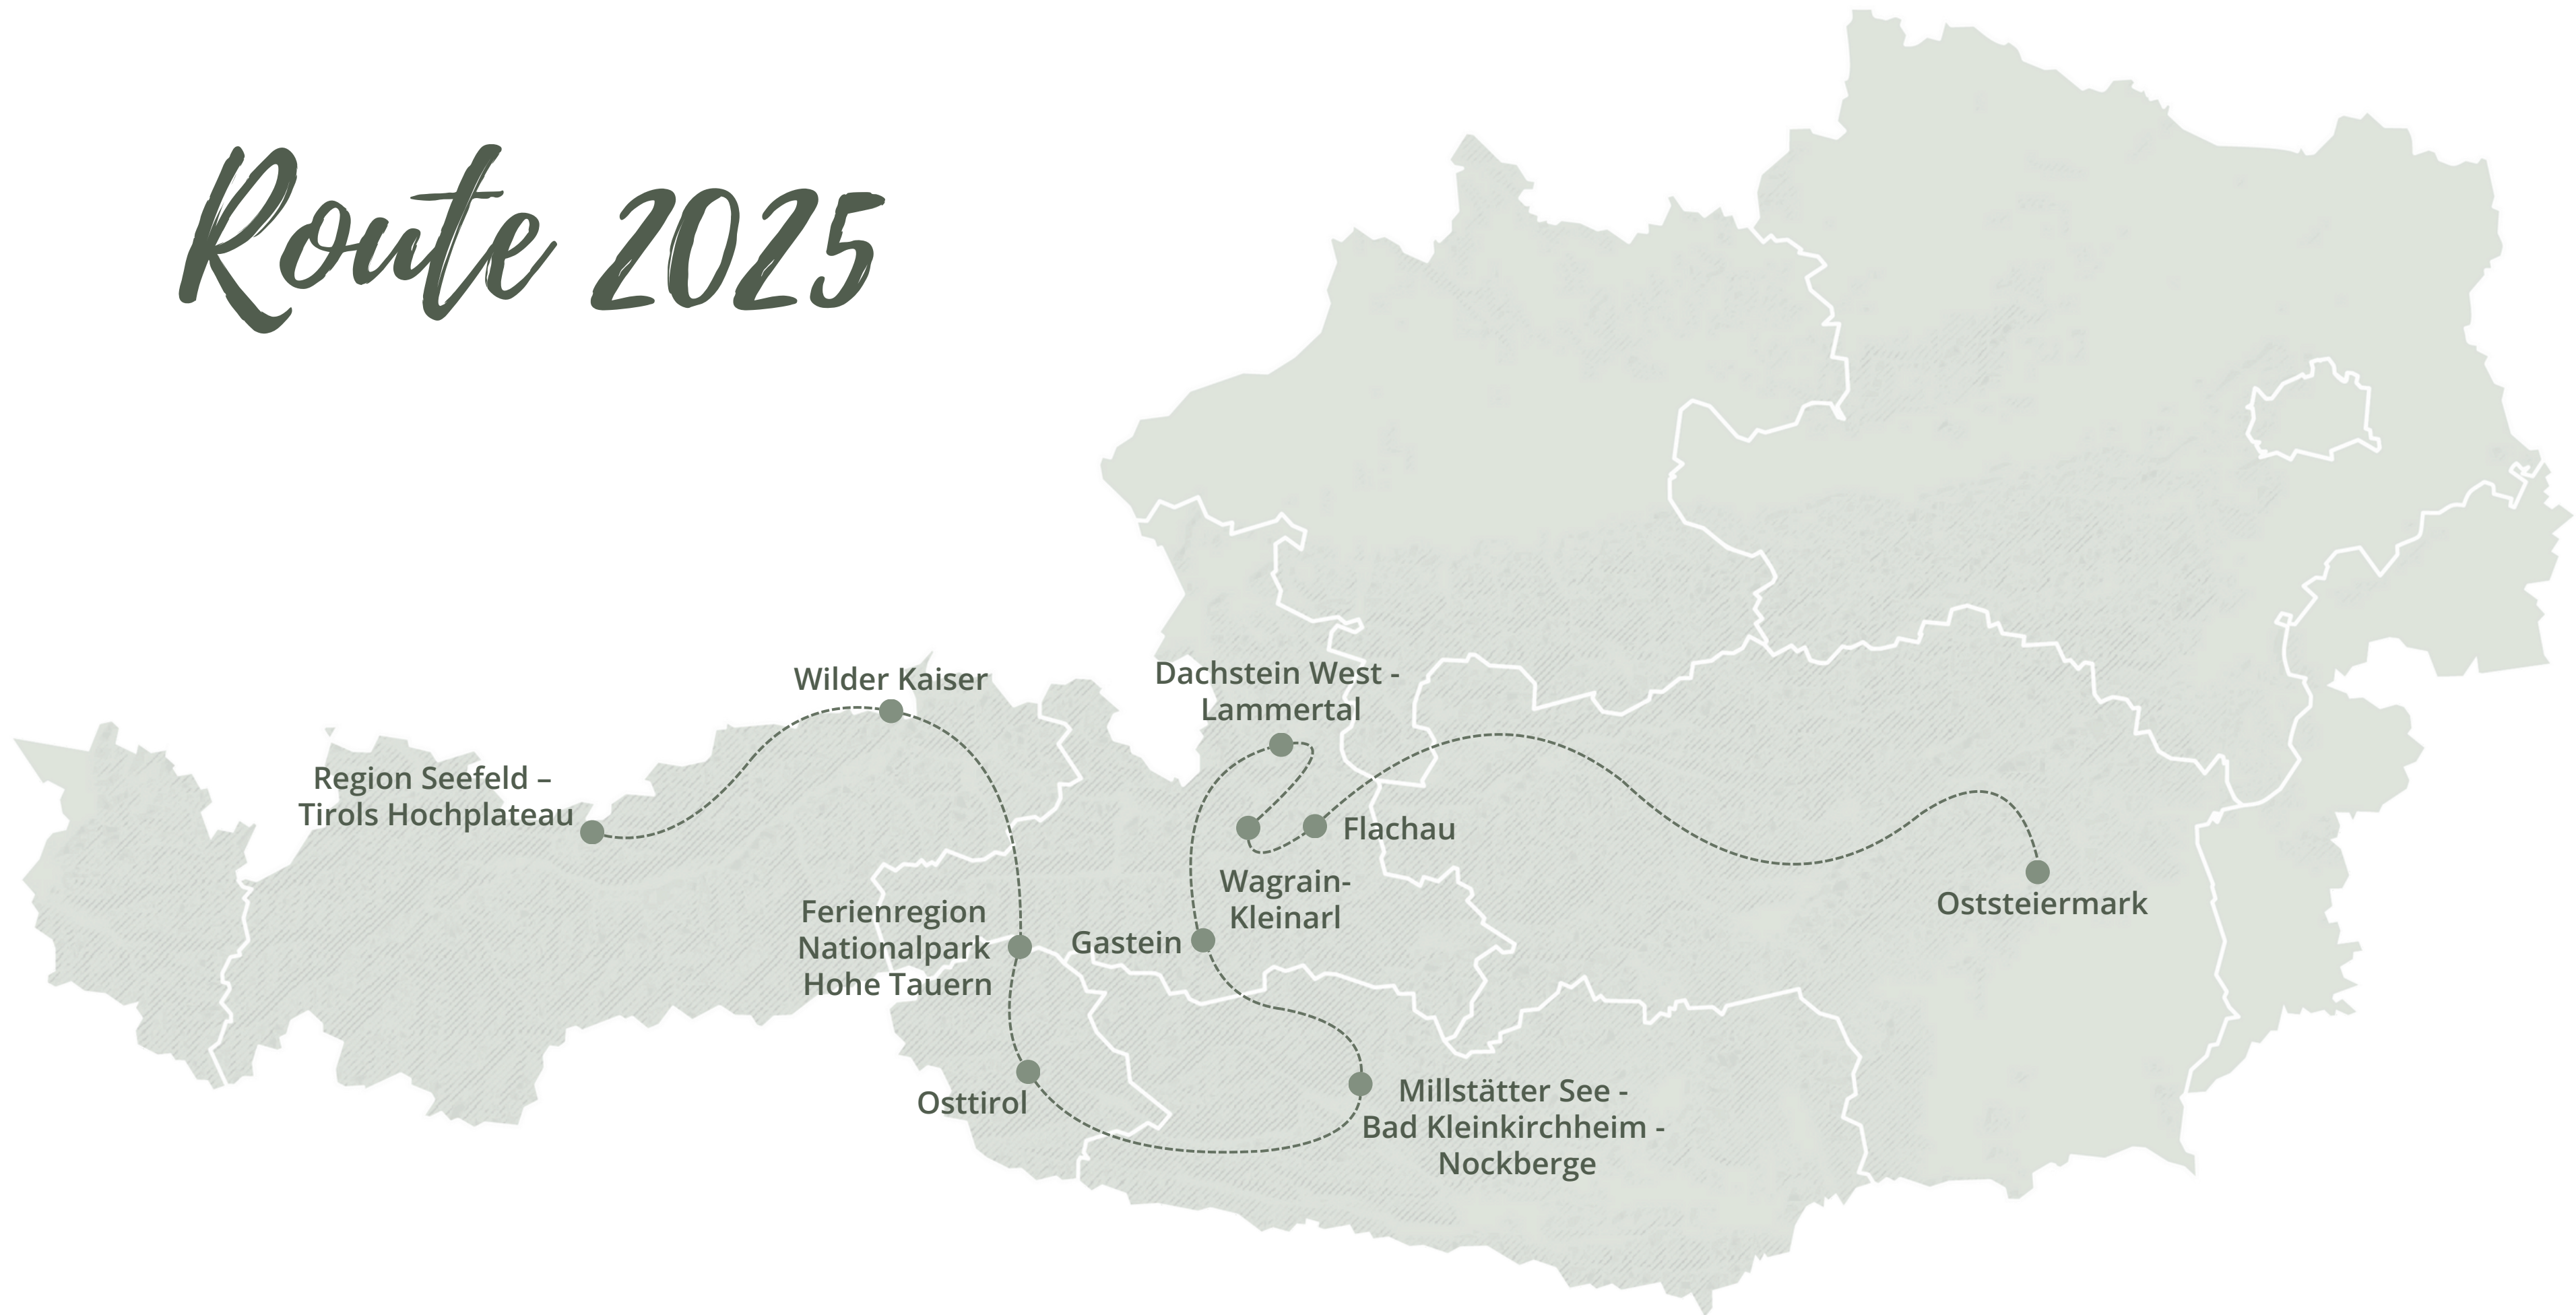 Route 2025
Wilder Kaiser
Dachstein West -
Lammertal
Region Seefeld –
Tirols Hochplateau
Flachau
Wagrain-
Kleinarl
Ferienregion
Nationalpark
Hohe Tauern
Gastein
Oststeiermark
Osttirol
Millstätter See -
Bad Kleinkirchheim -
Nockberge